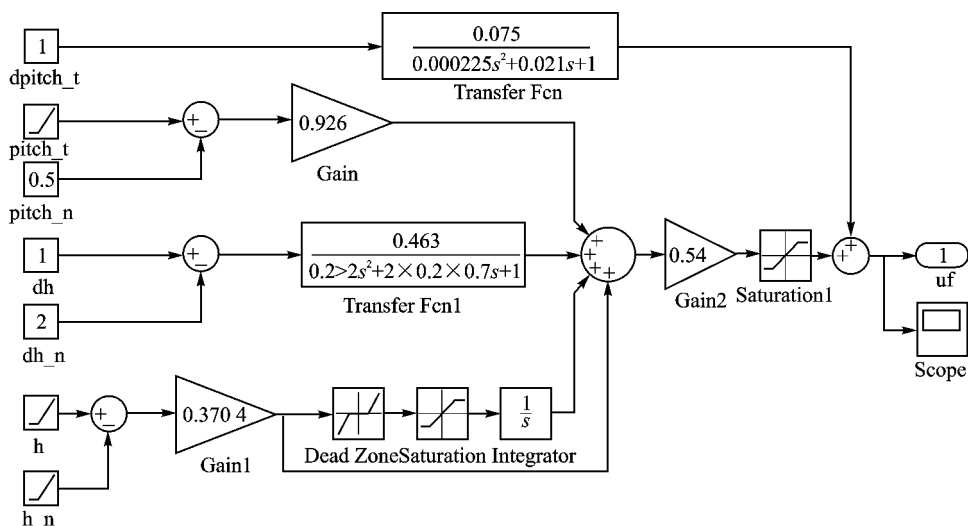 1
dpitch_t
0.075
0.000225s²+0.021s+1
Transfer Fcn
pitch_t
0.5
pitch_n
+
−
0.926
Gain
1
dh
2
dh_n
+
−
0.463
0.2>2s²+2×0.2×0.7s+1
Transfer Fcn1
h
h_n
+
−
0.370 4
Gain1
Dead Zone
Saturation
1
s
Integrator
+
+
+
+
0.54
Gain2
Saturation1
+
+
1
uf
Scope